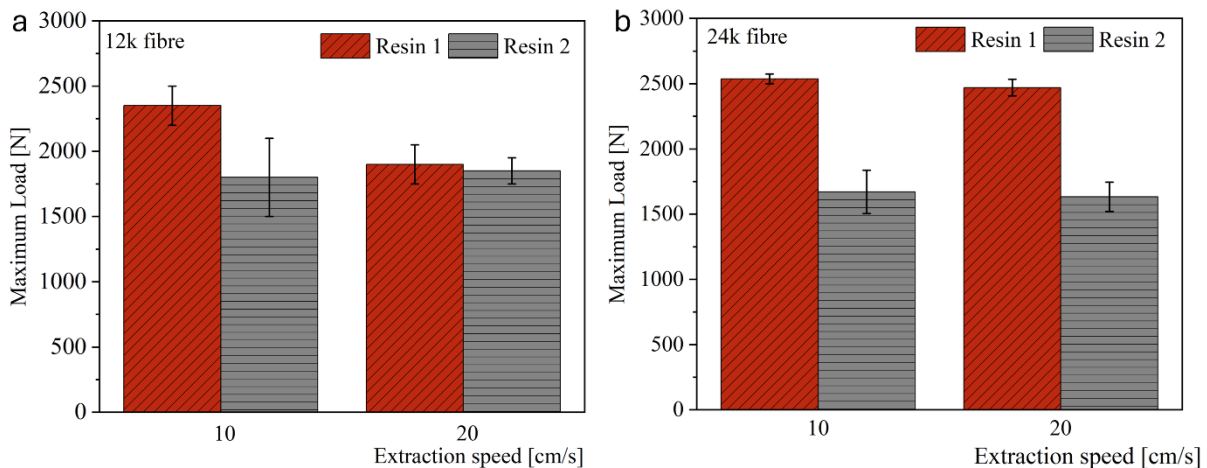 a
12k fibre
Resin 1
Resin 2
Maximum Load [N]
3000
2500
2000
1500
1000
500
0
10
20
Extraction speed [cm/s]
b
24k fibre
Resin 1
Resin 2
Maximum Load [N]
3000
2500
2000
1500
1000
500
0
10
20
Extraction speed [cm/s]